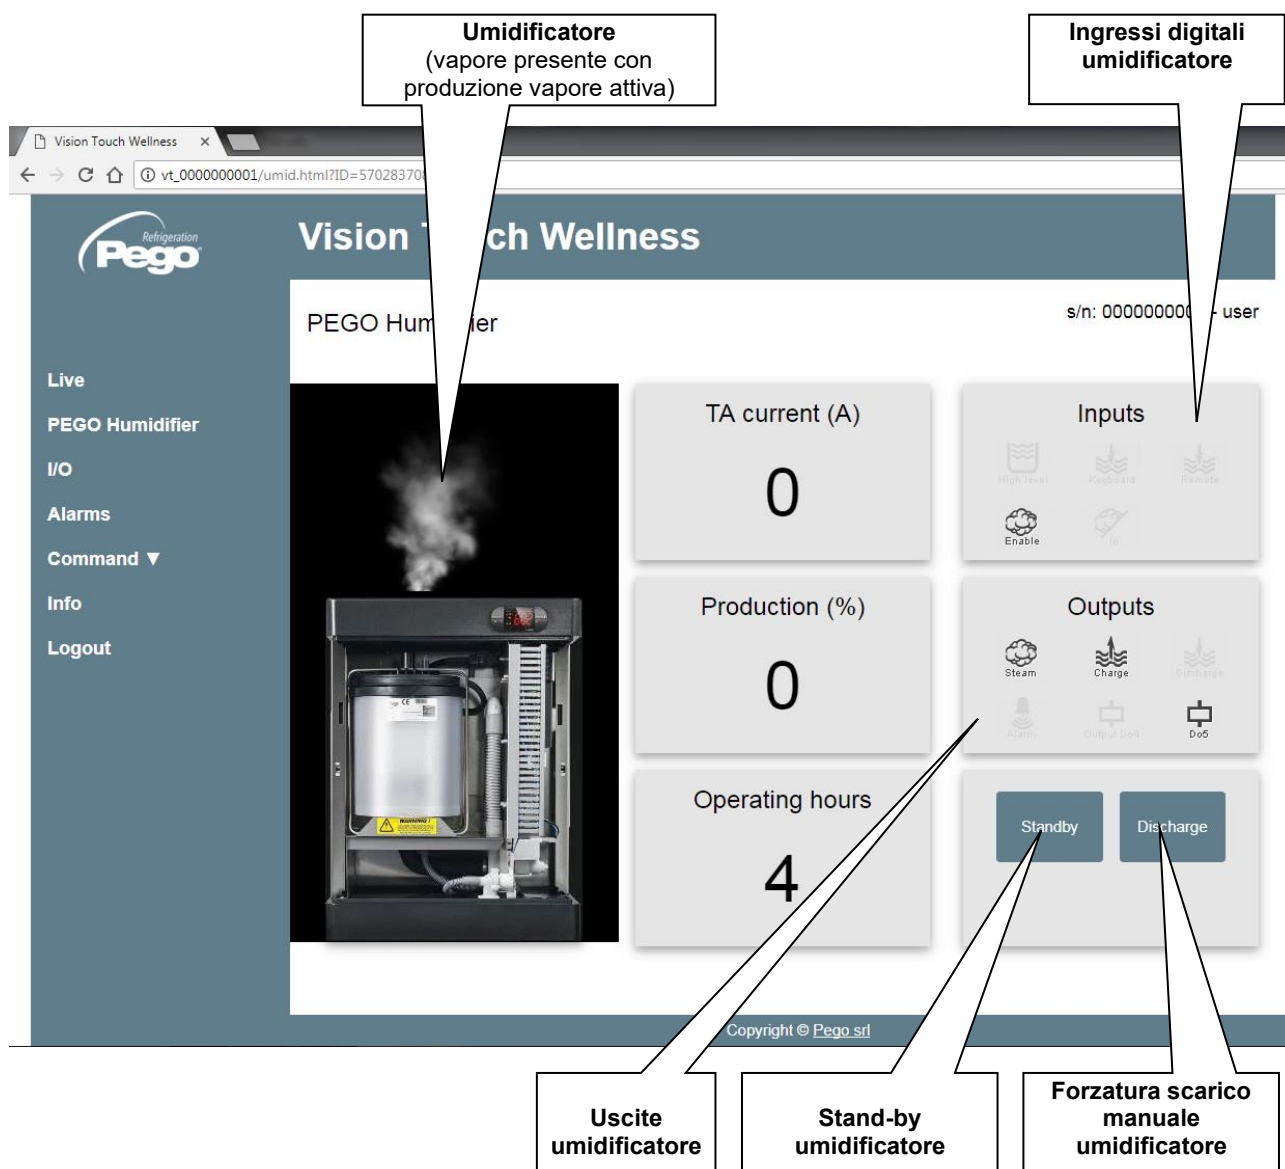 Umidificatore
(vapore presente con
produzione vapore attiva)
Ingressi digitali
umidificatore
Vision Touch Wellness
vt_0000000001/umid.html?ID=57028370
Refrigeration
Pego
Vision T ch Wellness
PEGO Hum ier
s/n: 000000000 - user
Live
PEGO Humidifier
I/O
Alarms
Command ▼
Info
Logout
TA current (A)
0
Inputs
High level
Keyboard
Remote
Enable
Production (%)
0
Outputs
Steam
Charge
Discharge
Alarm
Output Do4
Do5
CE
WARNING !
Operating hours
4
Standby
Discharge
Copyright © Pego srl
Uscite
umidificatore
Stand-by
umidificatore
Forzatura scarico
manuale
umidificatore